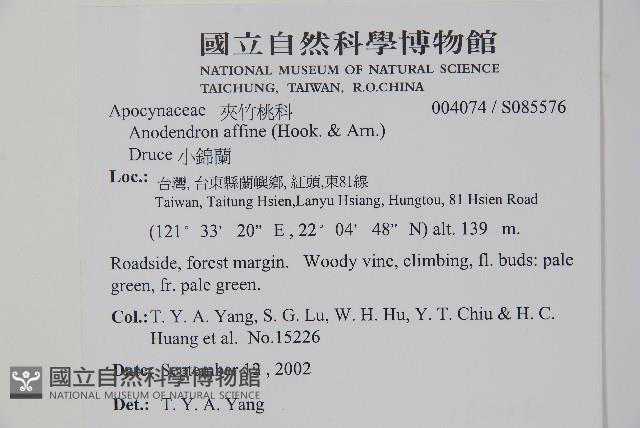 國立自然科學博物館
NATIONAL MUSEUM OF NATURAL SCIENCE
TAICHUNG, TAIWAN, R.O.CHINA
Apocynaceae 夾竹桃科 004074 / S085576
Anodendron affine (Hook. & Arn.)
Druce 小錦蘭
Loc.: 台灣, 台東縣蘭嶼鄉, 紅頭,東81線
Taiwan, Taitung Hsien,Lanyu Hsiang, Hungtou, 81 Hsien Road
(121° 33' 20" E , 22° 04' 48" N) alt. 139 m.
Roadside, forest margin. Woody vine, climbing, fl. buds: pale
green, fr. pale green.
Col.: T. Y. A. Yang, S. G. Lu, W. H. Hu, Y. T. Chiu & H. C.
Huang et al. No.15226
Date: September 12 , 2002
國立自然科學博物館
NATIONAL MUSEUM OF NATURAL SCIENCE
Det.: T. Y. A. Yang